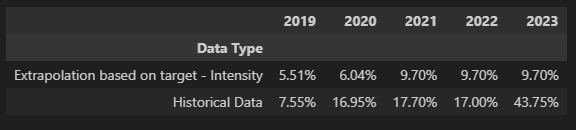 2019 2020 2021 2022 2023
Data Type
Extrapolation based on target - Intensity 5.51% 6.04% 9.70% 9.70% 9.70%
Historical Data 7.55% 16.95% 17.70% 17.00% 43.75%